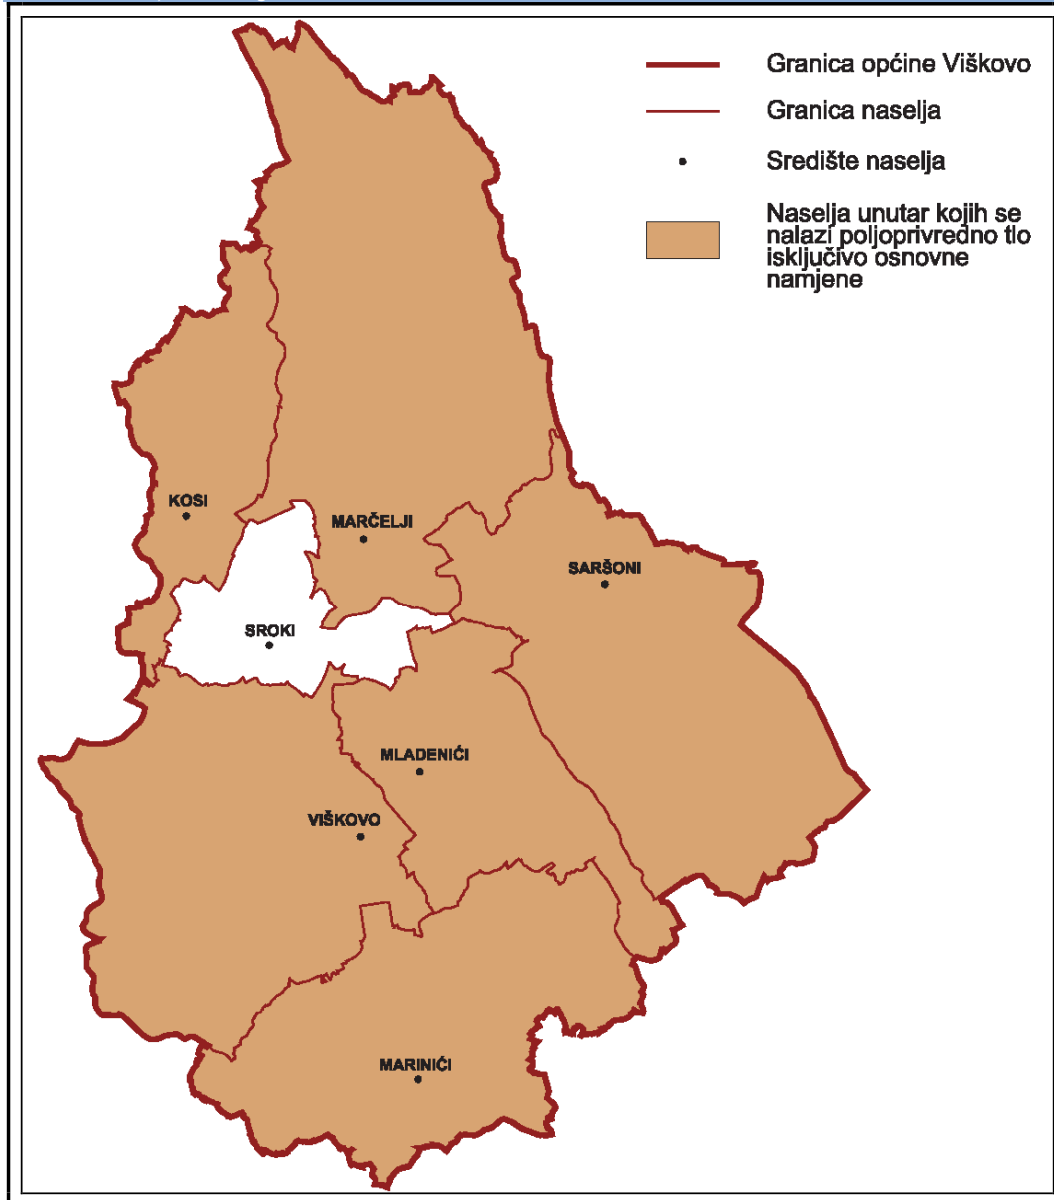 Granica općine Viškovo
Granica naselja
Središte naselja
Naselja unutar kojih se
nalazi poljoprivredno tlo
isključivo osnovne
namjene
KOSI
MARČELJI
SARŠONI
SROKI
MLADENIĆI
VIŠKOVO
MARINIĆI